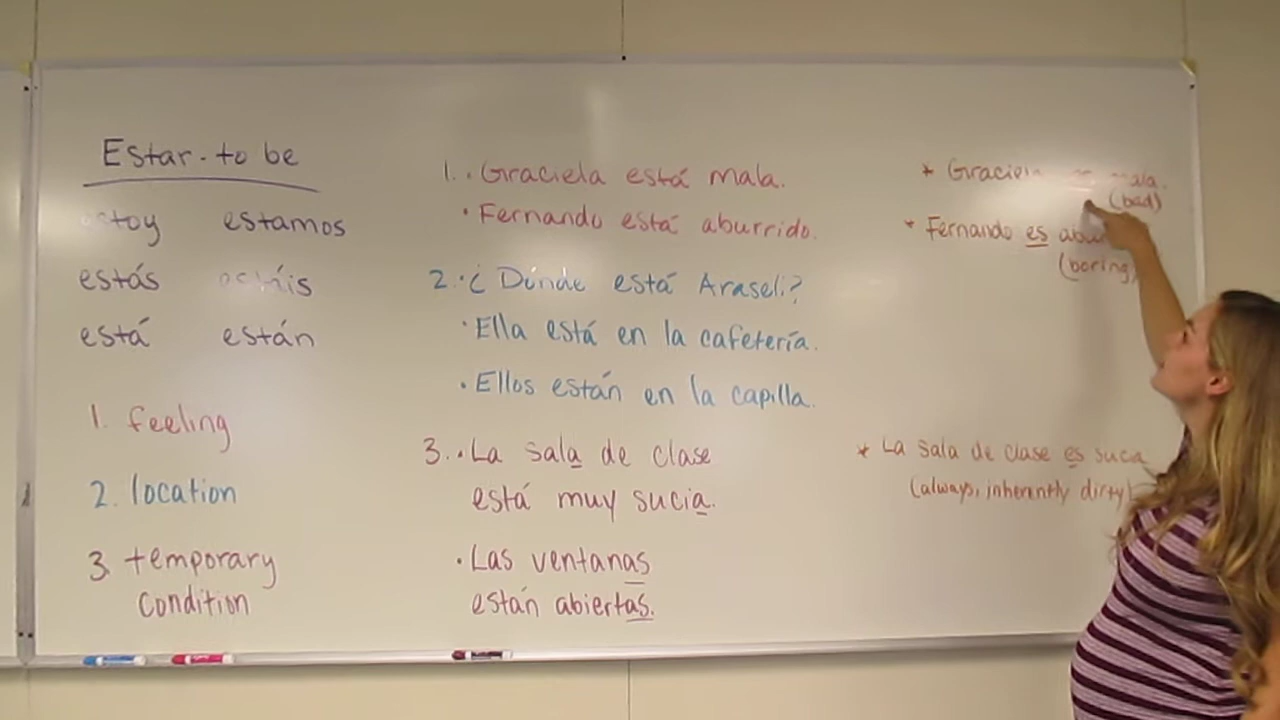 Estar - to be
estoy estamos
estás estáis
está están
1. feeling
2. location
3. temporary
condition
1. • Graciela está mala.
• Fernando está aburrido.
2. • ¿Dónde está Araseli?
• Ella está en la cafetería.
• Ellos están en la capilla.
3. • La sala de clase
está muy sucia.
• Las ventanas
están abiertas.
* Graciela mala.
(bad)
* Fernando es
(boring)
* La sala de clase es sucia
(always, inherently dirty)